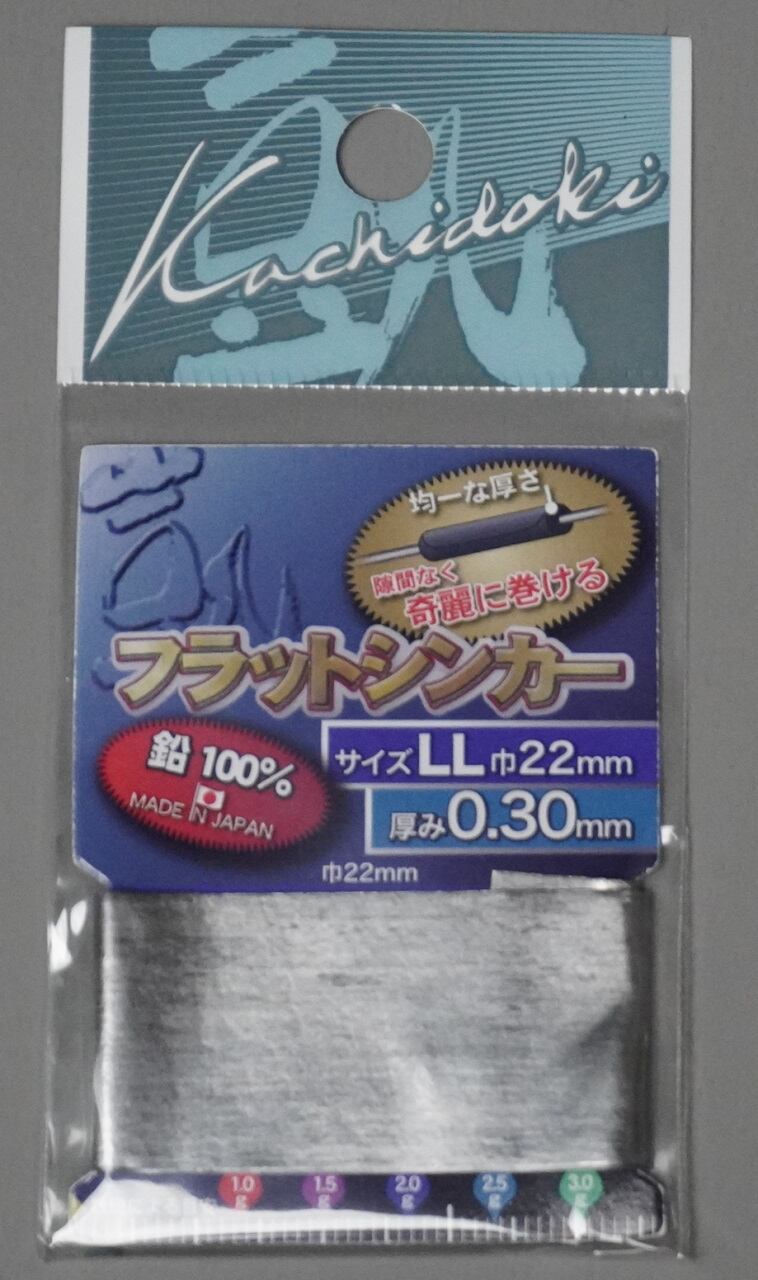 Kachidoki
均一な厚さ
隙間なく
奇麗に巻ける
フラットシンカー
鉛 100%
MADE IN JAPAN
サイズLL巾22mm
厚み0.30mm
巾22mm
1.0g 1.5g 2.0g 2.5g 3.0g